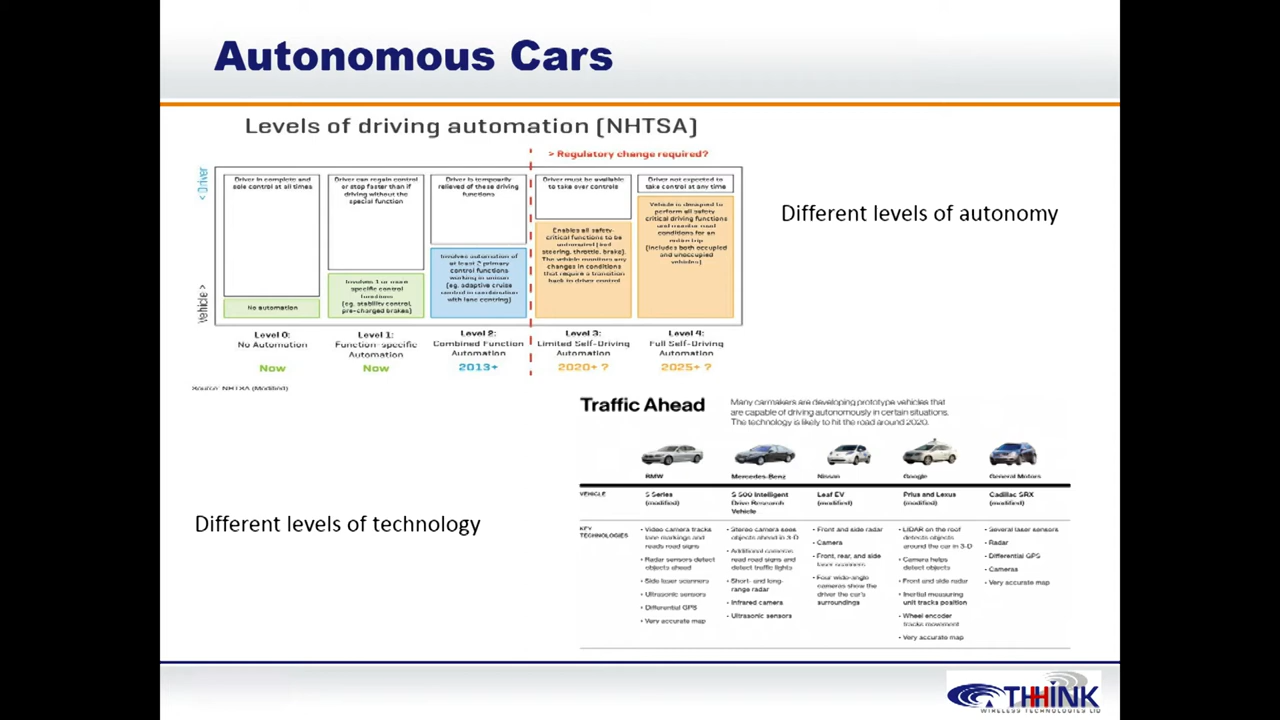 Autonomous Cars
Levels of driving automation (NHTSA)
> Regulatory change required?
< Driver
Vehicle >
Driver in complete and
sole control at all times
No automation
Level 0:
No Automation
Now
Driver can regain control
or stop faster than if
driving without the
special function
Involves 1 or more
specific control
functions
(eg. stability control,
pre-charged brakes)
Level 1:
Function-specific
Automation
Now
Driver is temporarily
relieved of these driving
functions
Involves automation of
at least 2 primary
control functions
working in unison
(eg. adaptive cruise
control in combination
with lane centring)
Level 2:
Combined Function
Automation
2013+
Driver must be available
to take over controls
Enables all safety-
critical functions to be
automated (incl
steering, throttle, brake).
The vehicle monitors any
changes in conditions
that require a transition
back to driver control
Level 3:
Limited Self-Driving
Automation
2020+ ?
Driver not expected to
take control at any time
Vehicle is designed to
perform all safety
critical driving functions
and monitor road
conditions for an
entire trip
(includes both occupied
and unoccupied
vehicles)
Level 4:
Full Self-Driving
Automation
2025+ ?
Source: NHTSA (Modified)
Different levels of autonomy
Different levels of technology
Traffic Ahead
Many carmakers are developing prototype vehicles that
are capable of driving autonomously in certain situations.
The technology is likely to hit the road around 2020.
BMW
Mercedes-Benz
Nissan
Google
General Motors
VEHICLE
5 Series
(modified)
S 500 Intelligent
Drive Research
Vehicle
Leaf EV
(modified)
Prius and Lexus
(modified)
Cadillac SRX
(modified)
KEY
TECHNOLOGIES
• Video camera tracks
lane markings and
reads road signs
• Radar sensors detect
objects ahead
• Side laser scanners
• Ultrasonic sensors
• Differential GPS
• Very accurate map
• Stereo camera sees
objects ahead in 3-D
• Additional cameras
read road signs and
detect traffic lights
• Short- and long-
range radar
• Infrared camera
• Ultrasonic sensors
• Front and side radar
• Camera
• Front, rear, and side
laser scanners
• Four wide-angle
cameras show the
driver the car's
surroundings
• LIDAR on the roof
detects objects
around the car in 3-D
• Camera helps
detect objects
• Front and side radar
• Inertial measuring
unit tracks position
• Wheel encoder
tracks movement
• Very accurate map
• Several laser sensors
• Radar
• Differential GPS
• Cameras
• Very accurate map
THHINK
WIRELESS TECHNOLOGIES LTD